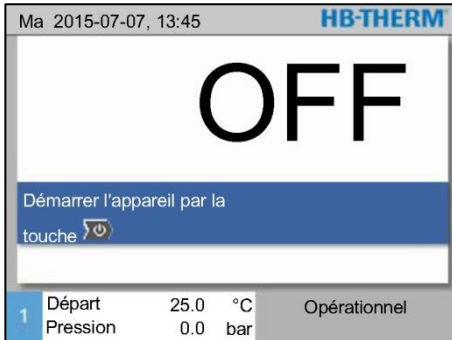 Ma 2015-07-07, 13:45 HB-THERM
OFF
Démarrer l'appareil par la
touche
1 Départ 25.0 °C Opérationnel
Pression 0.0 bar